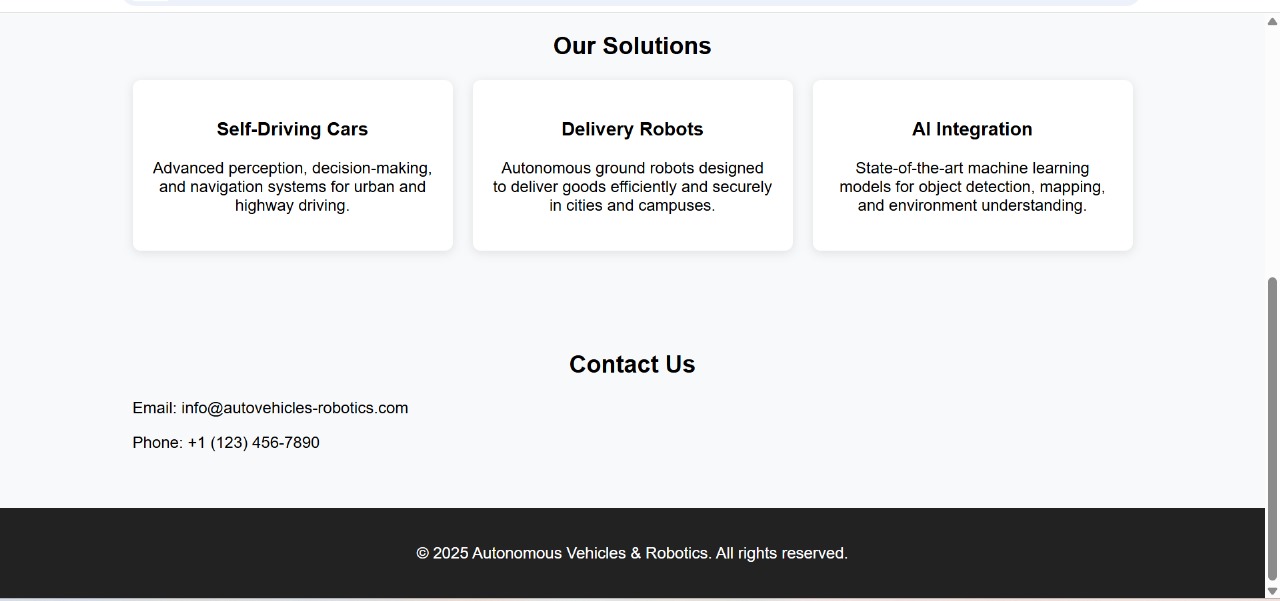 Our Solutions
Self-Driving Cars
Advanced perception, decision-making,
and navigation systems for urban and
highway driving.
Delivery Robots
Autonomous ground robots designed
to deliver goods efficiently and securely
in cities and campuses.
AI Integration
State-of-the-art machine learning
models for object detection, mapping,
and environment understanding.
Contact Us
Email: info@autovehicles-robotics.com
Phone: +1 (123) 456-7890
© 2025 Autonomous Vehicles & Robotics. All rights reserved.